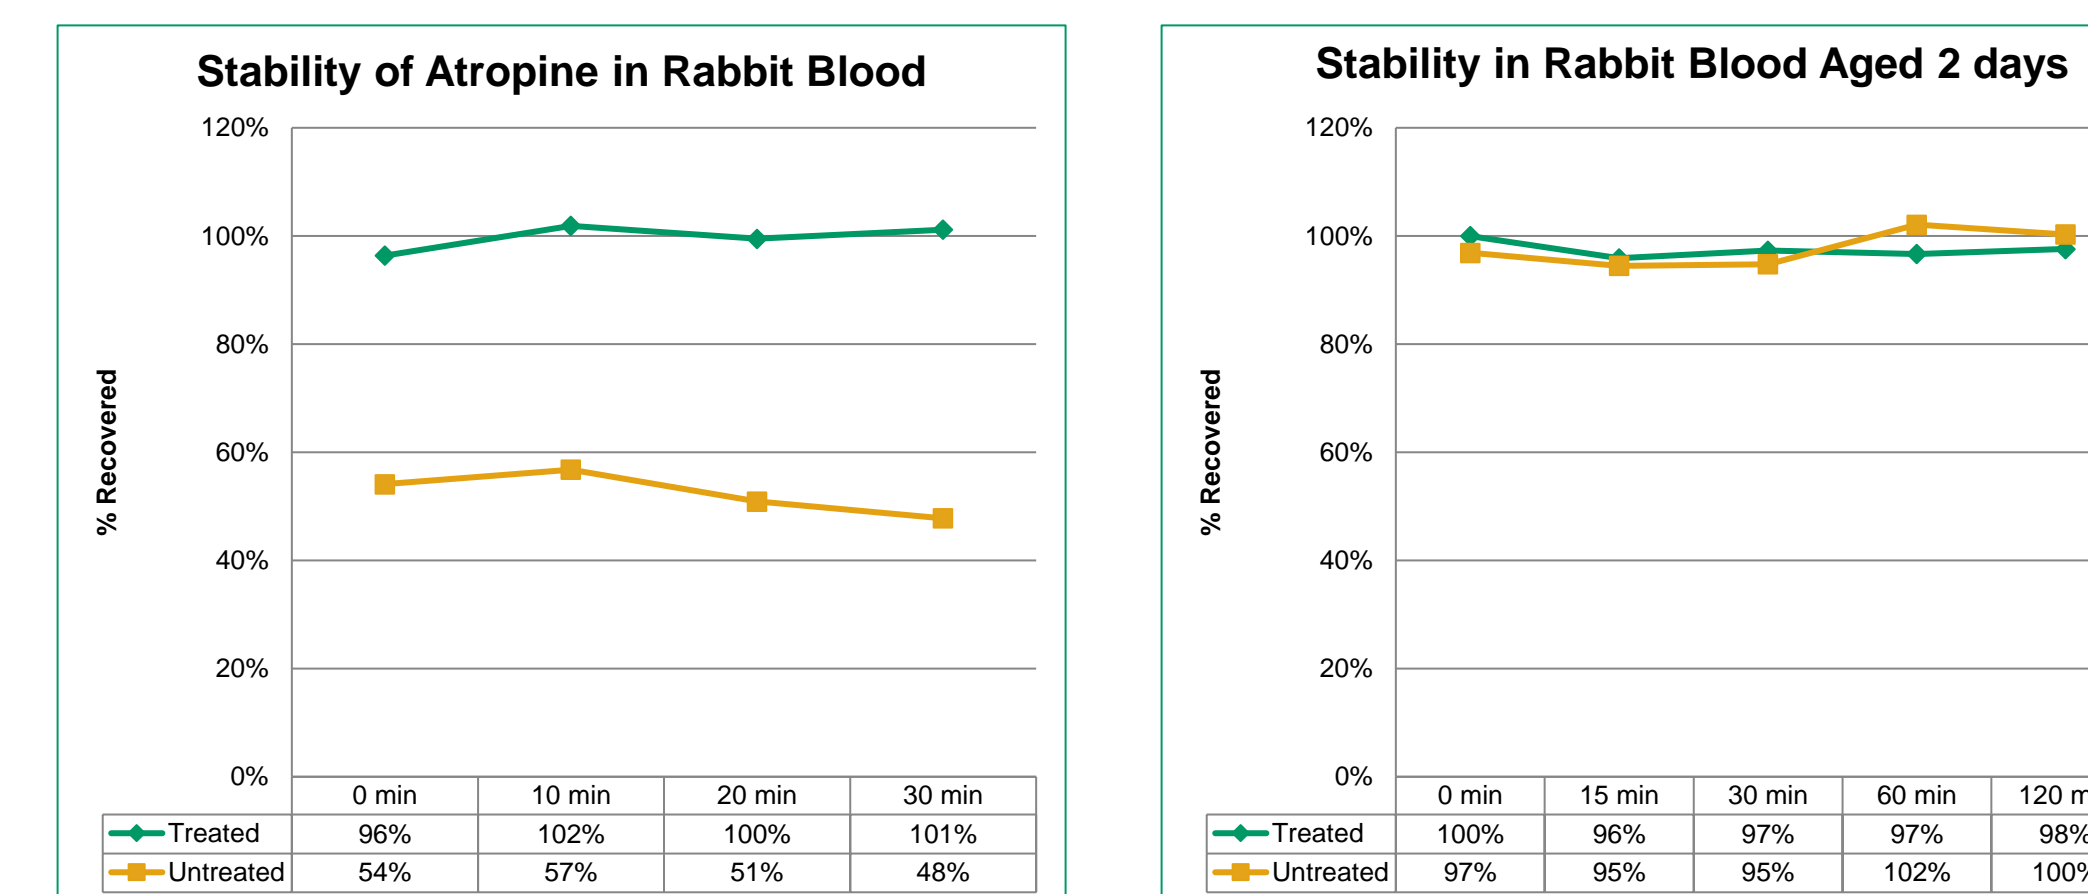 Stability of Atropine in Rabbit Blood
120%
100%
80%
60%
40%
20%
0%
% Recovered
0 min 10 min 20 min 30 min
Treated 96% 102% 100% 101%
Untreated 54% 57% 51% 48%
Stability in Rabbit Blood Aged 2 days
120%
100%
80%
60%
40%
20%
0%
% Recovered
0 min 15 min 30 min 60 min 120 m
Treated 100% 96% 97% 97% 98%
Untreated 97% 95% 95% 102% 100%